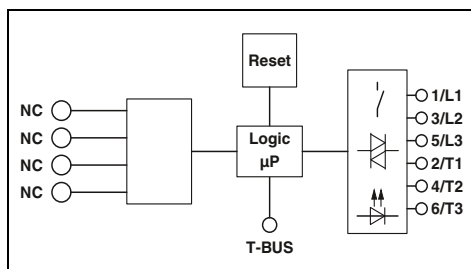 Reset
NC
NC
NC
NC
Logic
µP
T-BUS
1/L1
3/L2
5/L3
2/T1
4/T2
6/T3